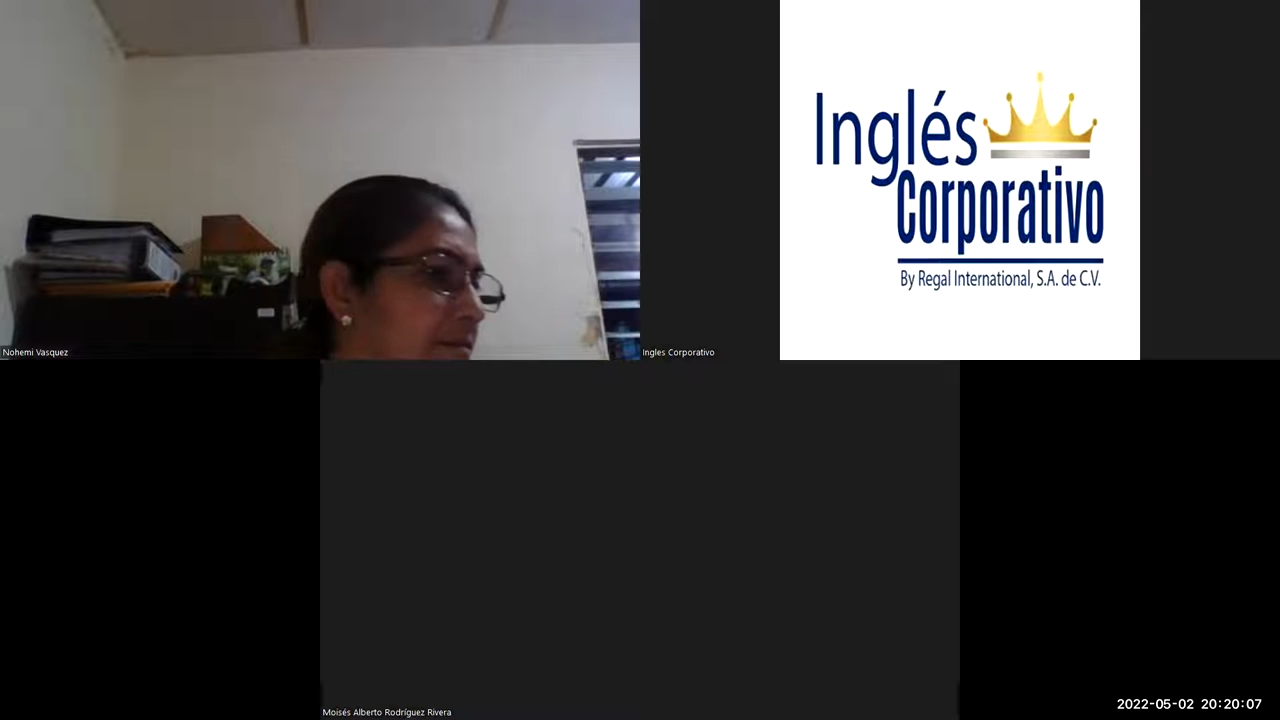 Inglés
Corporativo
By Regal International, S.A. de C.V.
Nohemi Vasquez
Ingles Corporativo
Moisés Alberto Rodríguez Rivera
2022-05-02 20:20:07